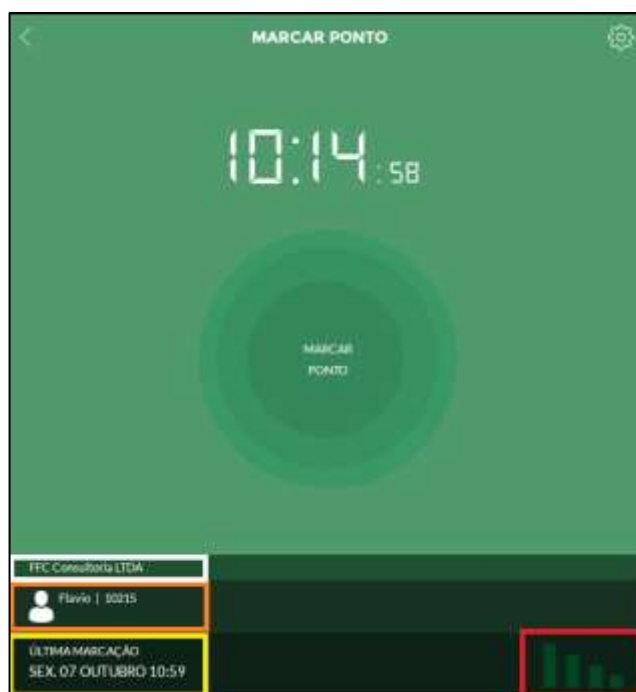 MARCAR PONTO
10:14:58
MARCAR
PONTO
FFC Consultoria LTDA
Flavio | 10215
ÚLTIMA MARCAÇÃO
SEX, 07 OUTUBRO 10:59